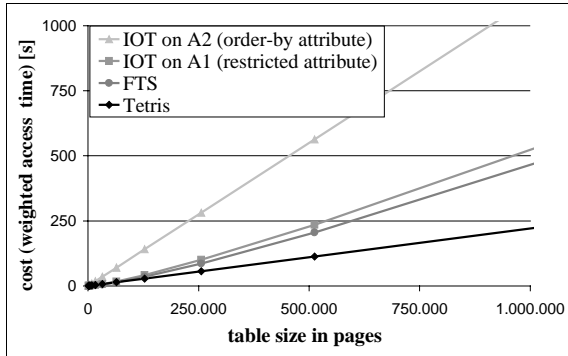 cost (weighted access time) [s]
1000
750
500
250
0
IOT on A2 (order-by attribute)
IOT on A1 (restricted attribute)
FTS
Tetris
0
250.000
500.000
750.000
1.000.000
table size in pages